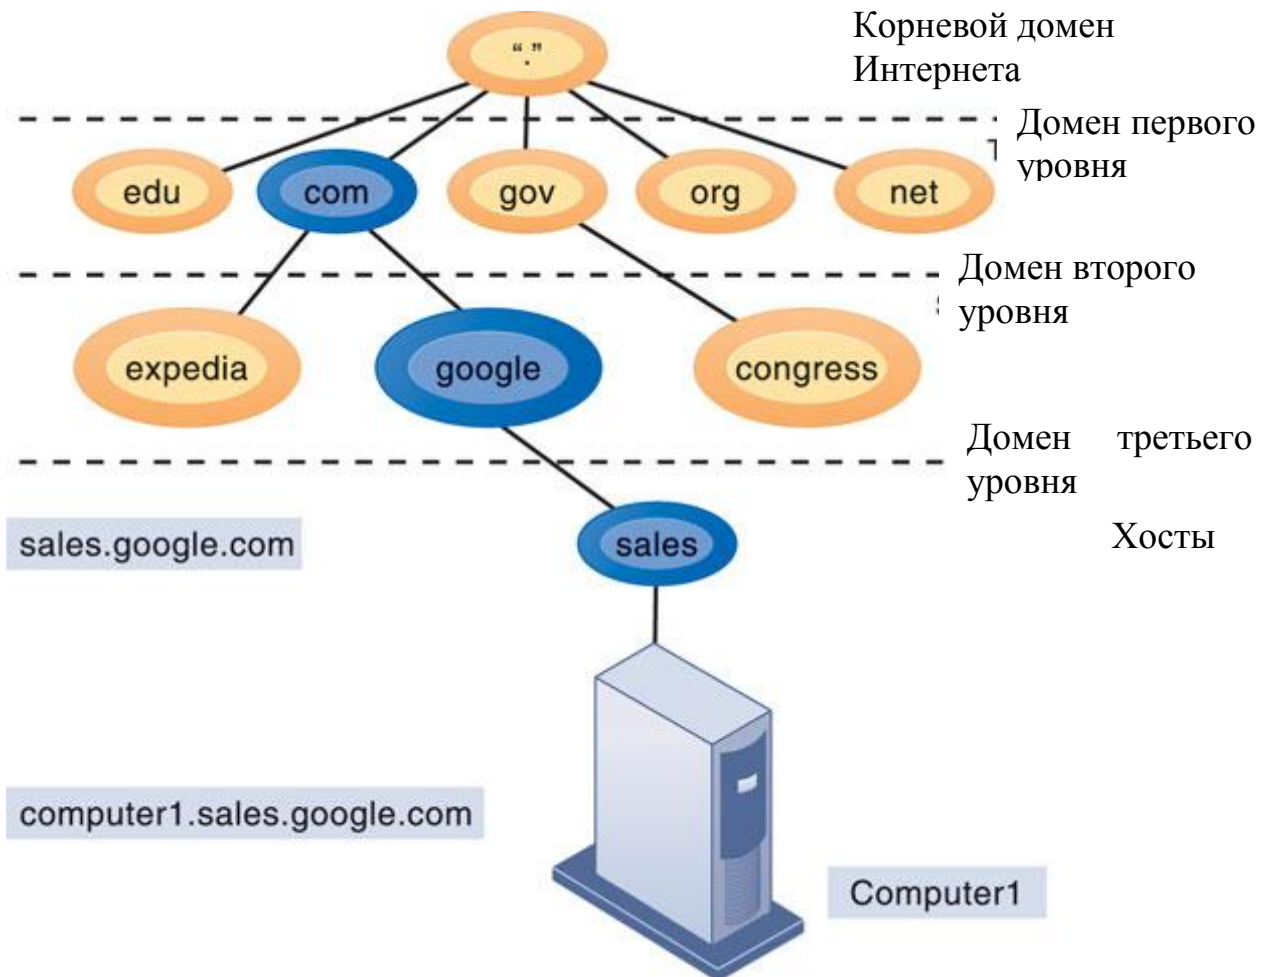 Корневой домен
Интернета
“.”
Домен первого
уровня
edu
com
gov
org
net
Домен второго
уровня
expedia
google
congress
Домен третьего
уровня
sales.google.com
sales
Хосты
computer1.sales.google.com
Computer1